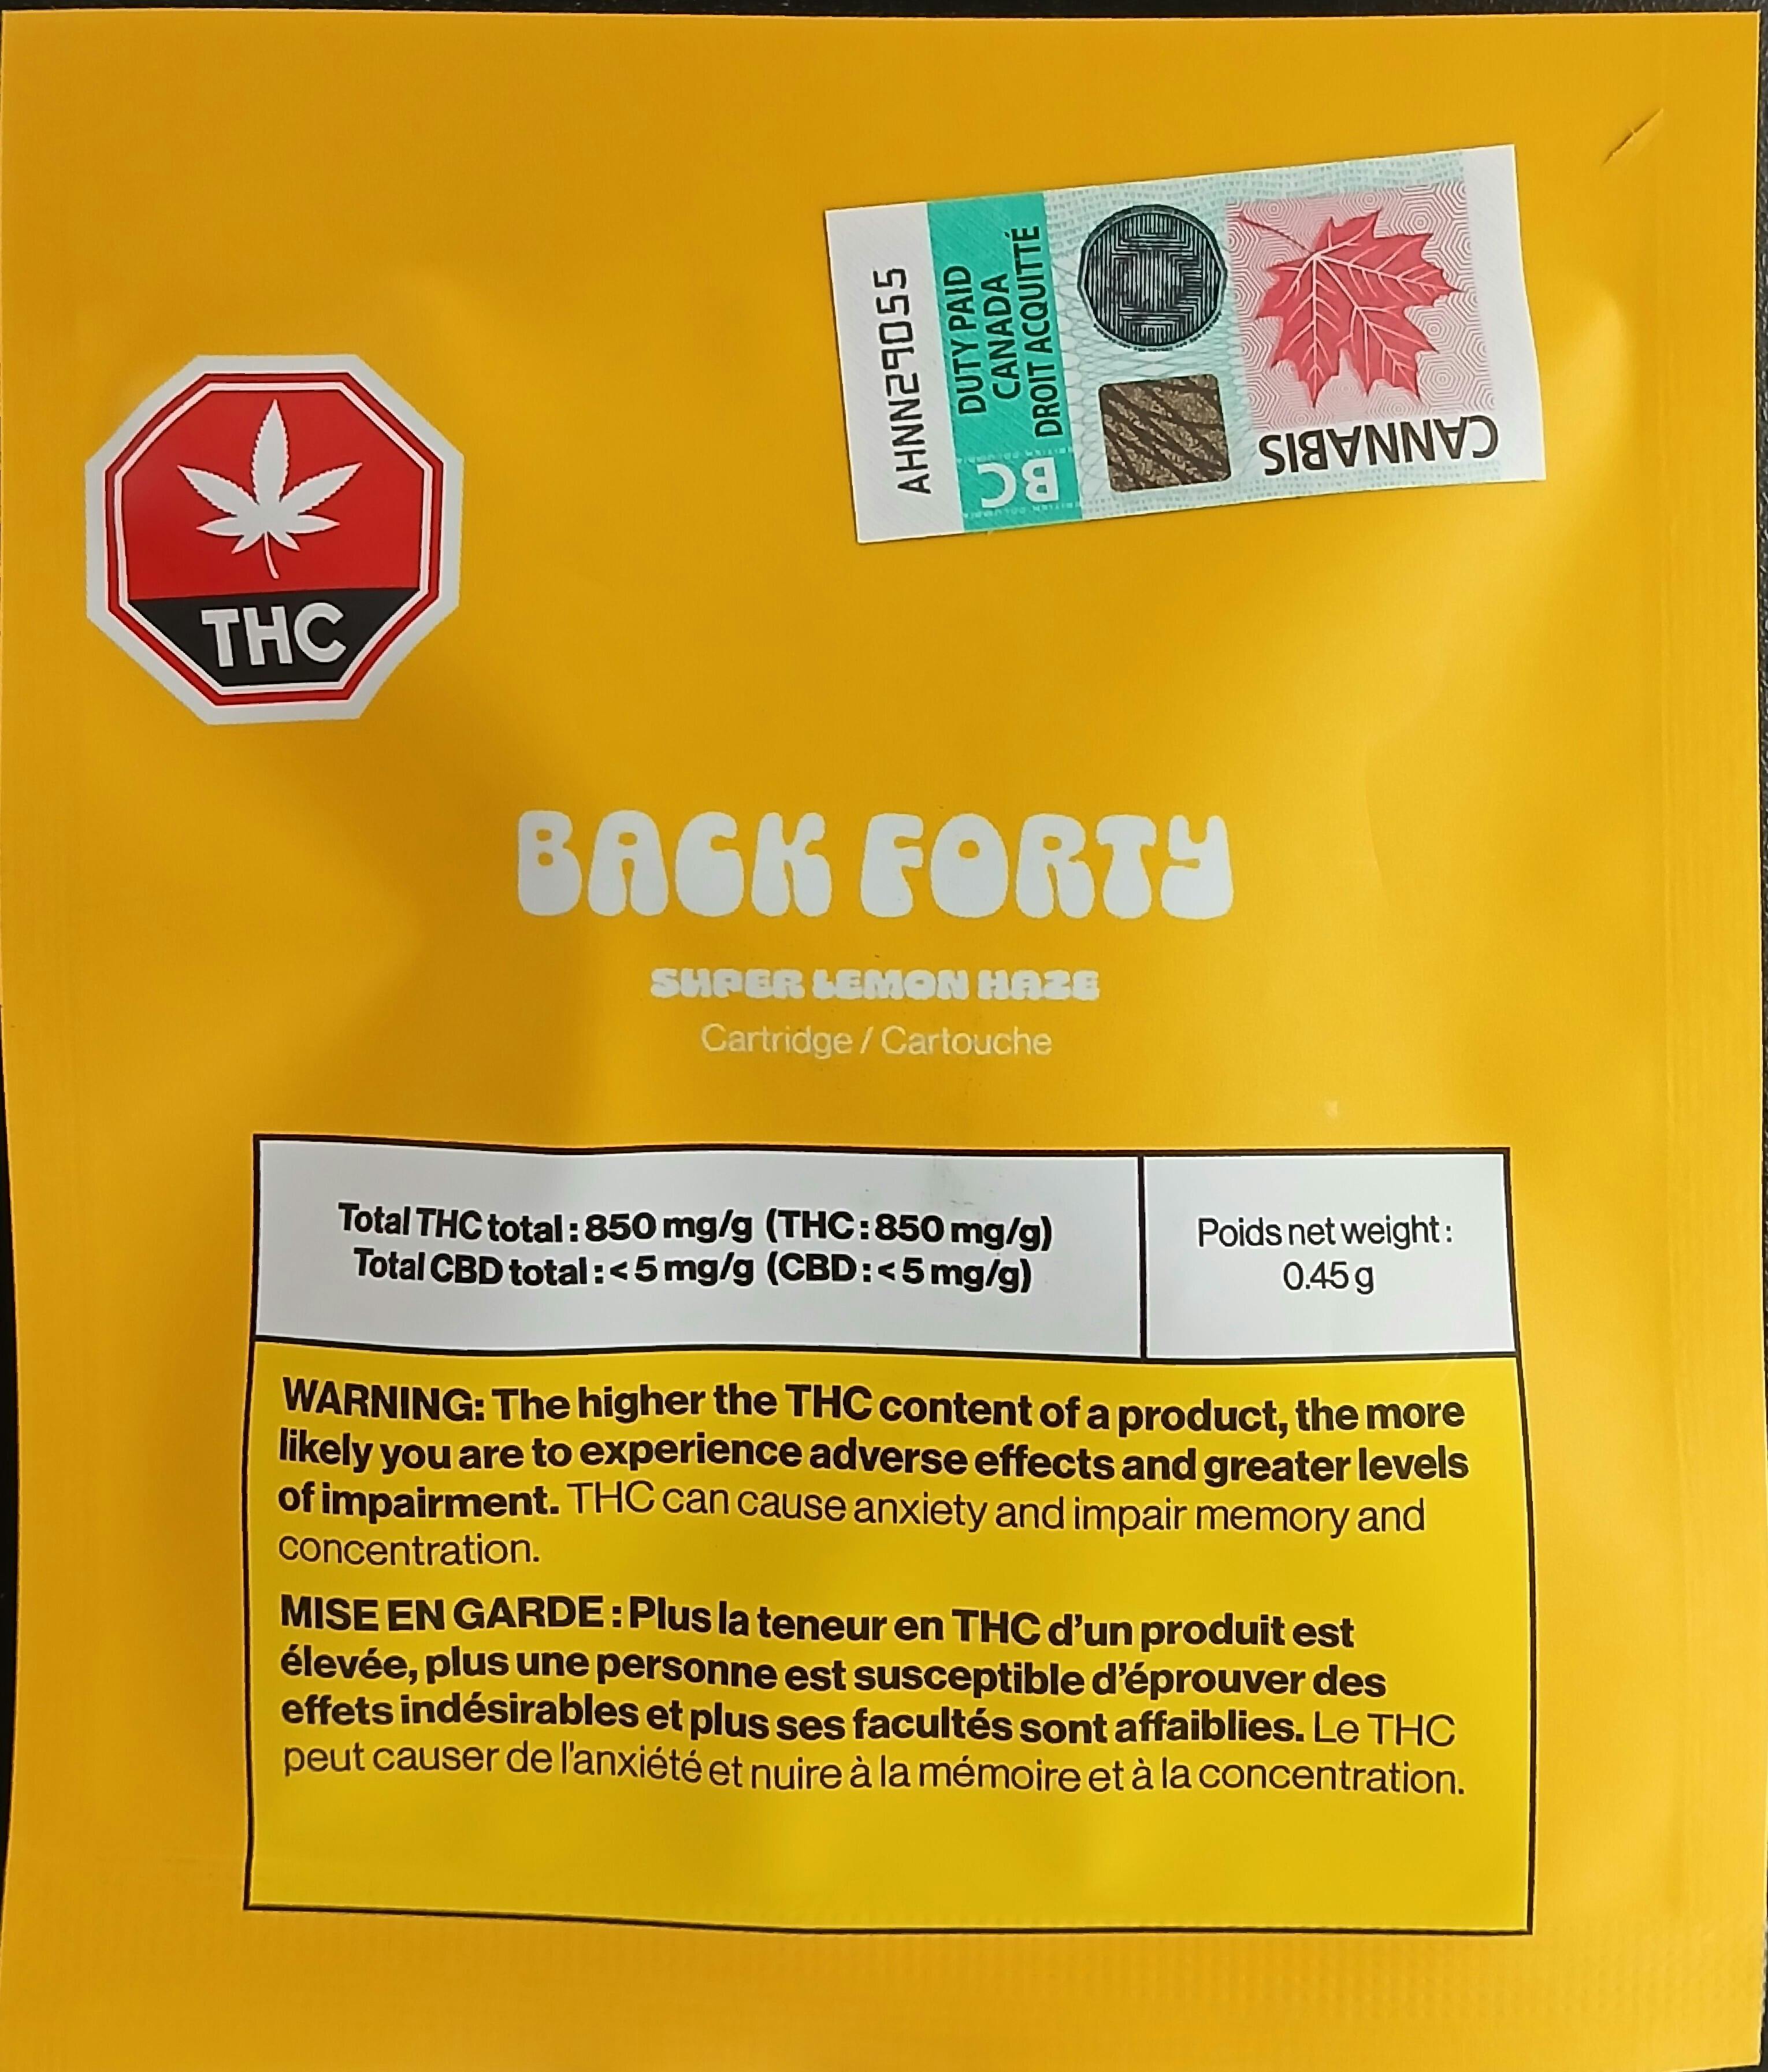 AHNN29055
DUTY PAID
CANADA
DROIT ACQUITTÉ
BC
CANNABIS
THC
BACK FORTY
SUPER LEMON HAZE
Cartridge / Cartouche
Total THC total : 850 mg/g (THC : 850 mg/g)
Total CBD total : < 5 mg/g (CBD : < 5 mg/g)
Poids net weight :
0.45 g
WARNING: The higher the THC content of a product, the more
likely you are to experience adverse effects and greater levels
of impairment. THC can cause anxiety and impair memory and
concentration.
MISE EN GARDE : Plus la teneur en THC d'un produit est
élevée, plus une personne est susceptible d'éprouver des
effets indésirables et plus ses facultés sont affaiblies. Le THC
peut causer de l'anxiété et nuire à la mémoire et à la concentration.